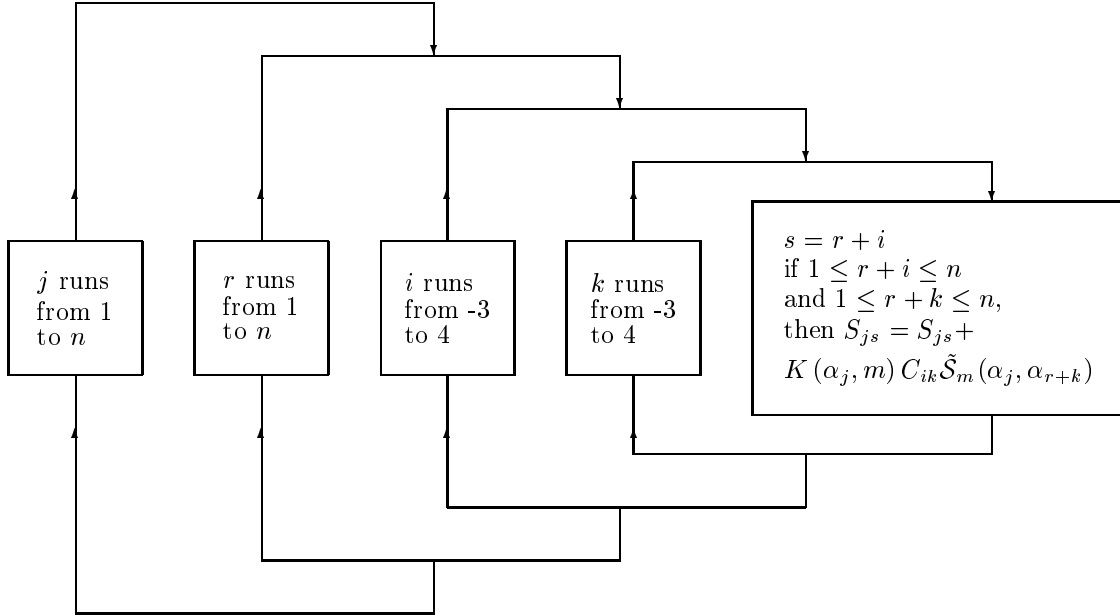 j runs
from 1
to n
r runs
from 1
to n
i runs
from -3
to 4
k runs
from -3
to 4
s = r + i
if 1 ≤ r + i ≤ n
and 1 ≤ r + k ≤ n,
then S_{js} = S_{js}+
K (α_j, m) C_{ik} \tilde{𝒮}_m (α_j, α_{r+k})